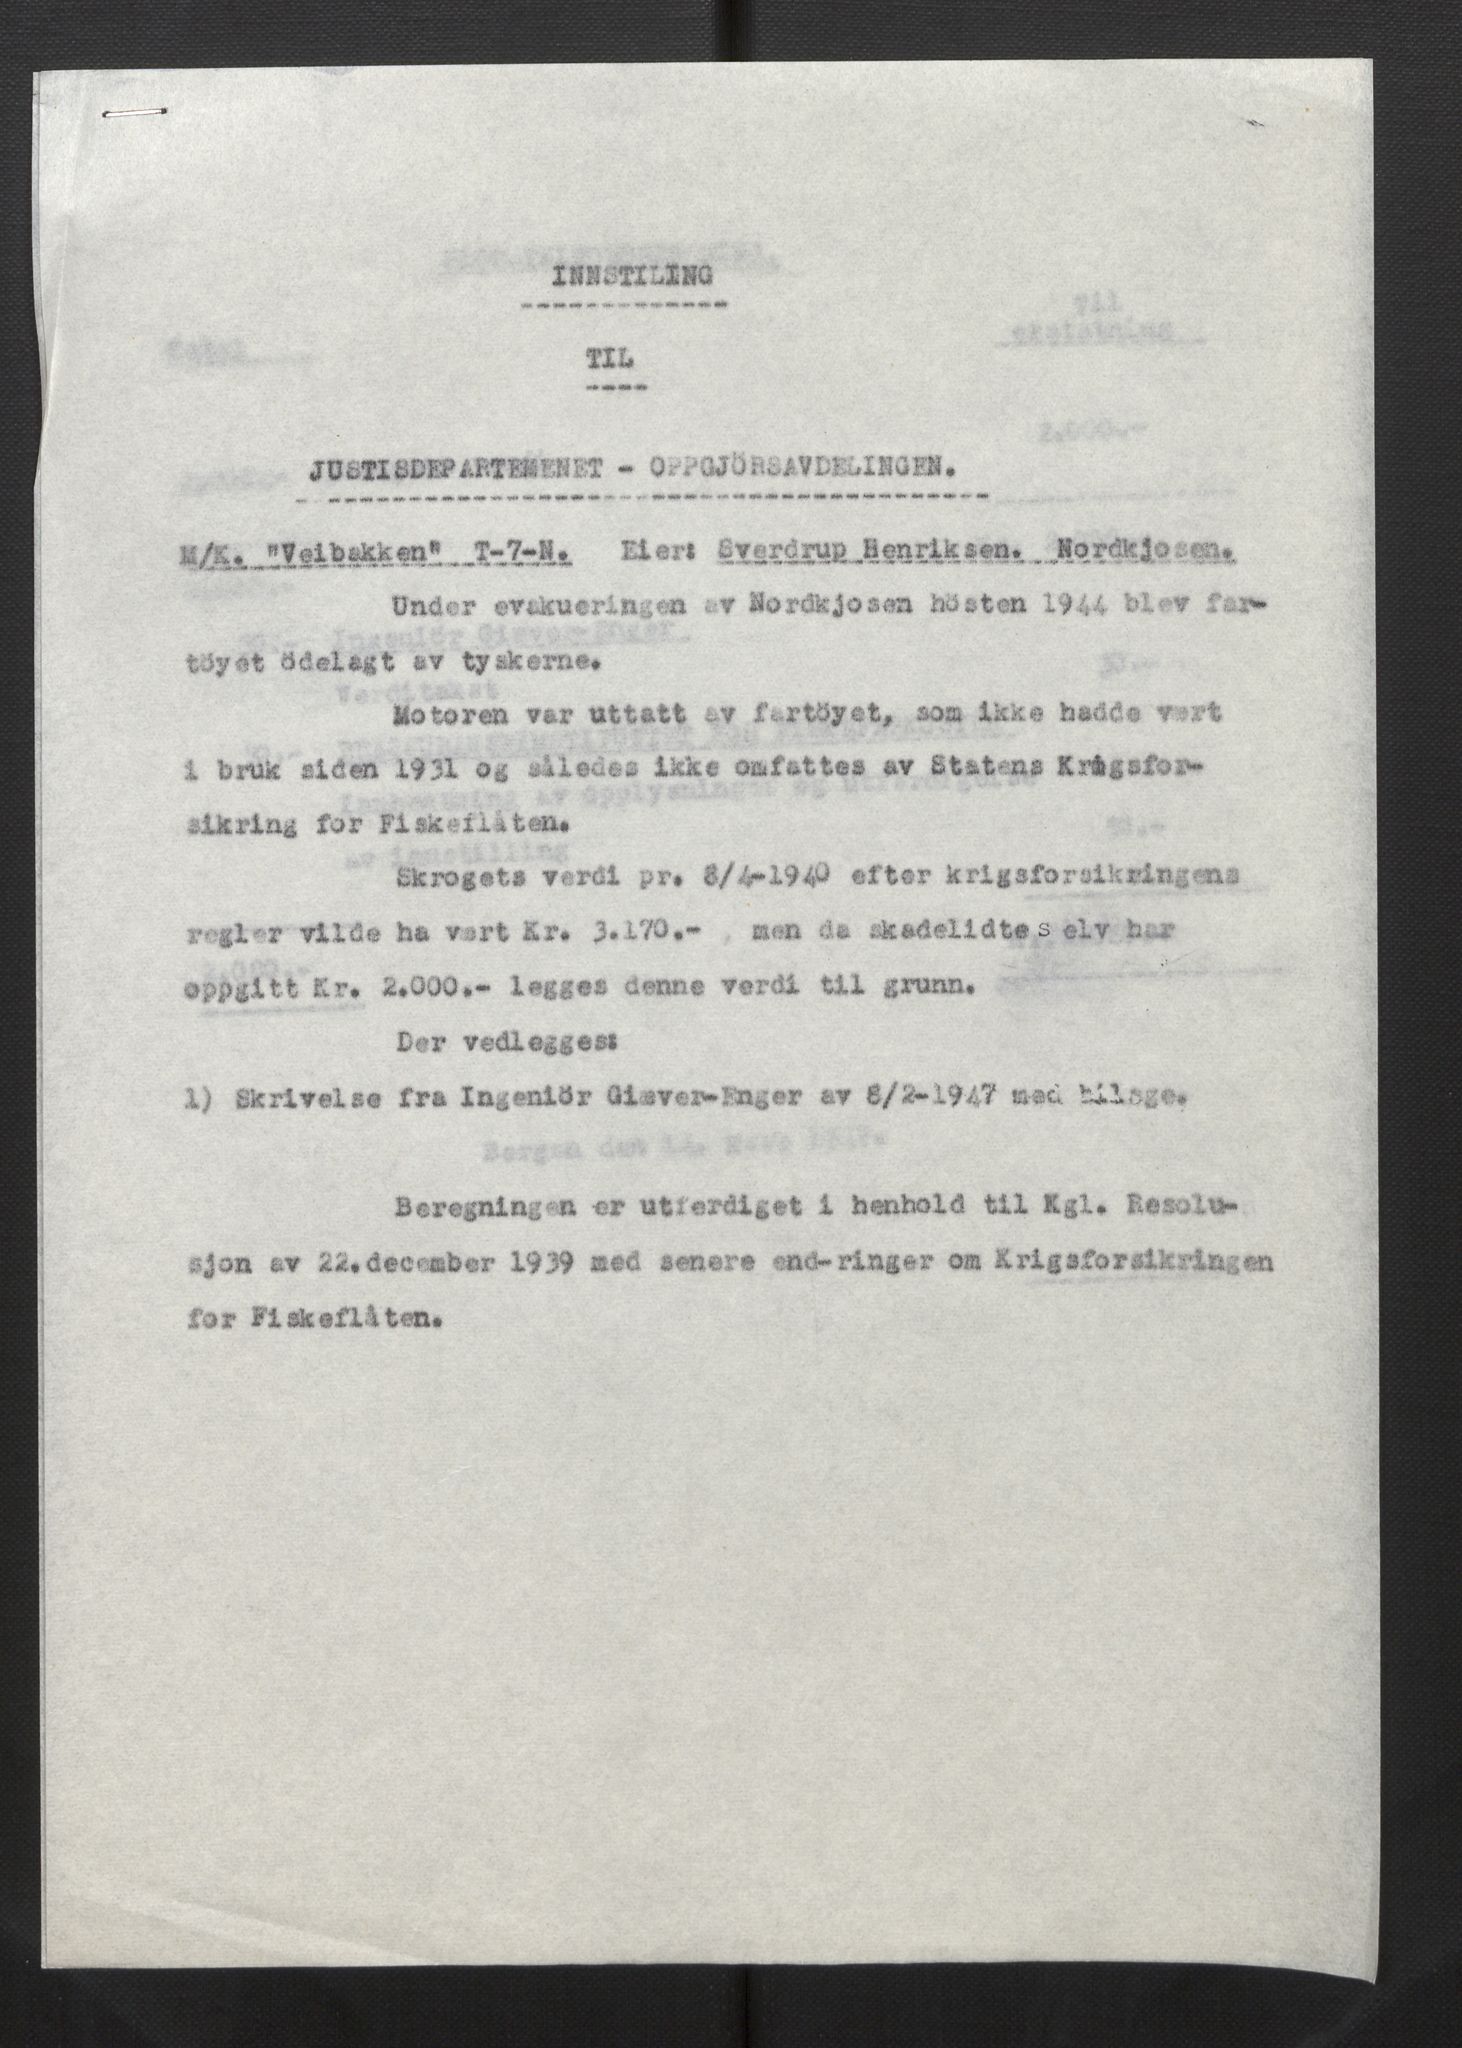 INNSTILING
TIL
JUSTISDEPARTEMENET - OPPGJÖRSAVDELINGEN.
M/K. "Veibakken" T-7-N. Eier: Sverdrup Henriksen. Nordkjosen.
Under evakueringen av Nordkjosen hösten 1944 blev far-
töyet ödelagt av tyskerne.
Motoren var uttatt av fartöyet, som ikke hadde vært
i bruk siden 1931 og således ikke omfattes av Statens Krigsfor-
sikring for Fiskeflåten.
Skrogets verdi pr. 8/4-1940 efter krigsforsikringens
regler vilde ha vært Kr. 3.170.- , men da skadelidte selv har
oppgitt Kr. 2.000.- legges denne verdi til grunn.
Der vedlegges:
1) Skrivelse fra Ingeniör Giæver-Enger av 8/2-1947 med bilage.
Beregningen er utferdiget i henhold til Kgl. Resolu-
sjon av 22.december 1939 med senere end-ringer om Krigsforsikringen
for Fiskeflåten.